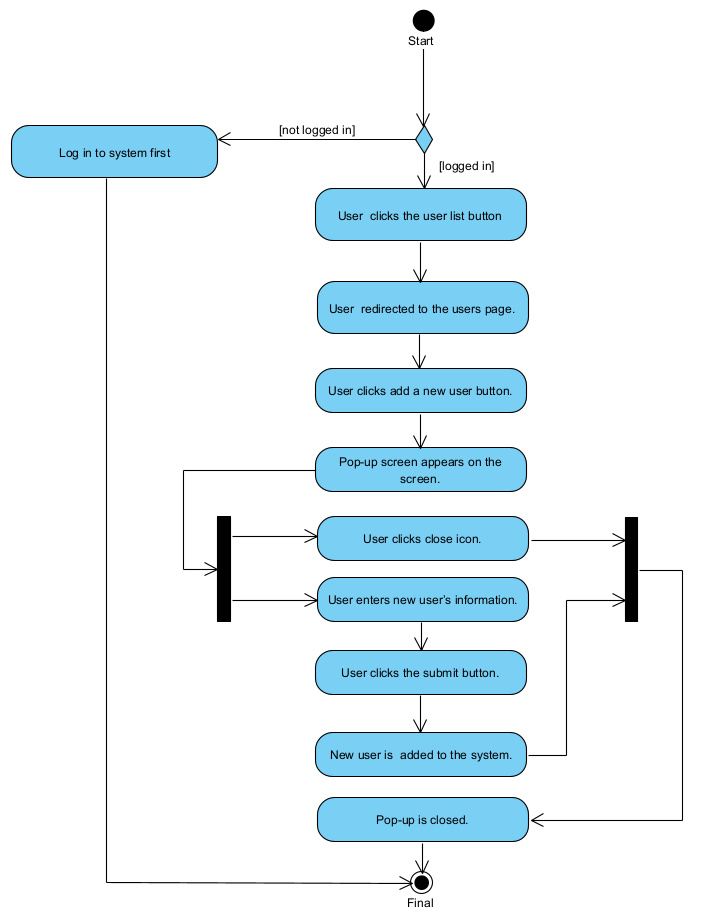 Start
[not logged in]
Log in to system first
[logged in]
User  clicks the user list button
User  redirected to the users page.
User clicks add a new user button.
Pop-up screen appears on the
screen.
User clicks close icon.
User enters new user's information.
User clicks the submit button.
New user is  added to the system.
Pop-up is closed.
Final